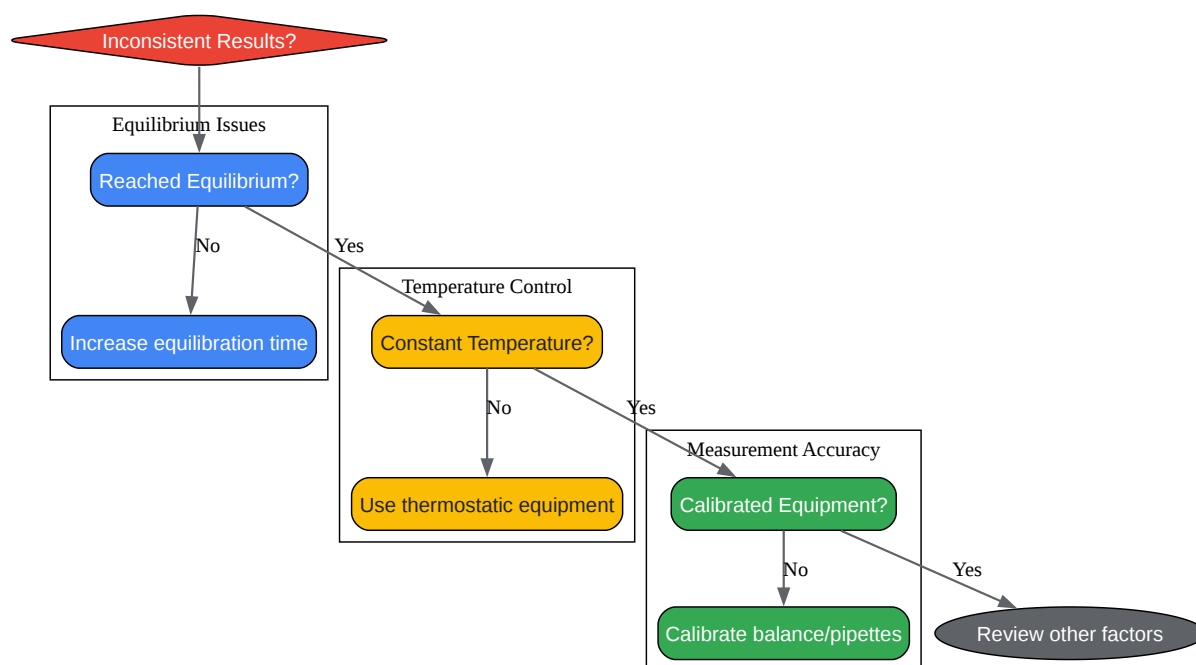 Inconsistent Results?
Equilibrium Issues
Reached Equilibrium?
No
Yes
Increase equilibration time
Temperature Control
Constant Temperature?
No
Yes
Use thermostatic equipment
Measurement Accuracy
Calibrated Equipment?
No
Yes
Calibrate balance/pipettes
Review other factors